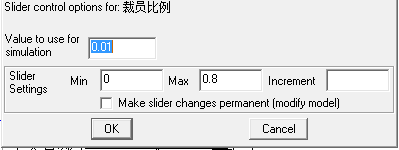 Slider control options for: 裁员比例
Value to use for
simulation
0.01
Slider
Settings
Min 0 Max 0.8 Increment
Make slider changes permanent (modify model)
OK Cancel